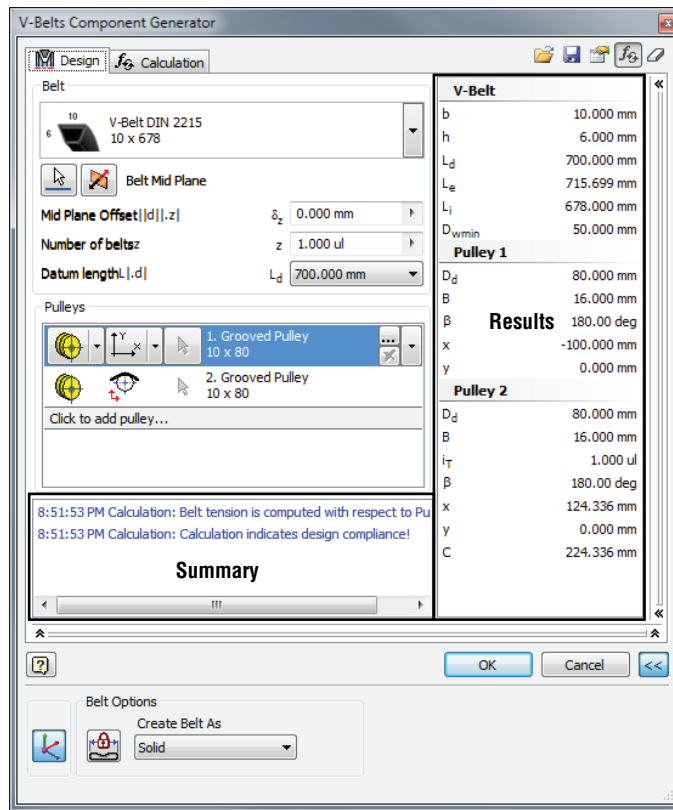 V-Belts Component Generator
Design
Calculation
Belt
10
6
V-Belt DIN 2215
10 x 678
Belt Mid Plane
Mid Plane Offset||d||.z|
δz
0.000 mm
Number of beltsz
z
1.000 ul
Datum lengthL|.d|
Ld
700.000 mm
Pulleys
Y
X
1. Grooved Pulley
10 x 80
...
2. Grooved Pulley
10 x 80
Click to add pulley...
8:51:53 PM Calculation: Belt tension is computed with respect to Pu
8:51:53 PM Calculation: Calculation indicates design compliance!
Summary
V-Belt
b 10.000 mm
h 6.000 mm
Ld 700.000 mm
Le 715.699 mm
Li 678.000 mm
Dwmin 50.000 mm
Pulley 1
Dd 80.000 mm
B 16.000 mm
β 180.00 deg
Results
x -100.000 mm
y 0.000 mm
Pulley 2
Dd 80.000 mm
B 16.000 mm
iT 1.000 ul
β 180.00 deg
x 124.336 mm
y 0.000 mm
C 224.336 mm
?
OK
Cancel
<<
Belt Options
Create Belt As
Solid